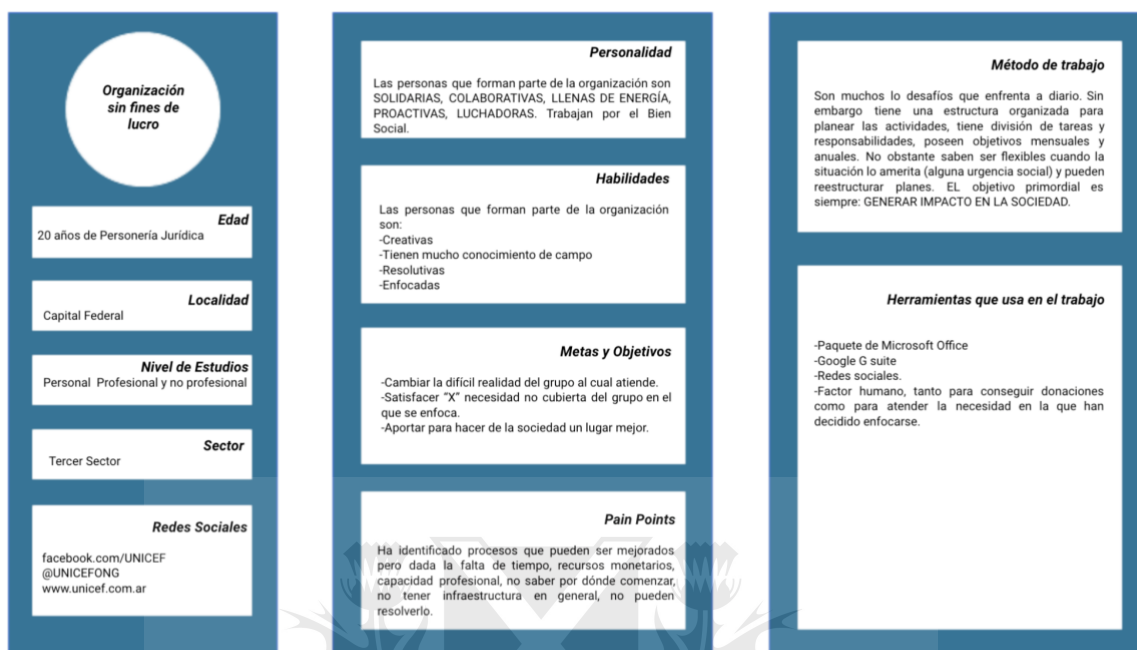 Organización
sin fines de
lucro
Edad
20 años de Personería Jurídica
Localidad
Capital Federal
Nivel de Estudios
Personal Profesional y no profesional
Sector
Tercer Sector
Redes Sociales
facebook.com/UNICEF
@UNICEFONG
www.unicef.com.ar
Personalidad
Las personas que forman parte de la organización son
SOLIDARIAS, COLABORATIVAS, LLENAS DE ENERGÍA,
PROACTIVAS, LUCHADORAS. Trabajan por el Bien
Social.
Habilidades
Las personas que forman parte de la organización
son:
-Creativas
-Tienen mucho conocimiento de campo
-Resolutivas
-Enfocadas
Metas y Objetivos
-Cambiar la difícil realidad del grupo al cual atiende.
-Satisfacer “X” necesidad no cubierta del grupo en el
que se enfoca.
-Aportar para hacer de la sociedad un lugar mejor.
Pain Points
Ha identificado procesos que pueden ser mejorados
pero dada la falta de tiempo, recursos monetarios,
capacidad profesional, no saber por dónde comenzar,
no tener infraestructura en general, no pueden
resolverlo.
Método de trabajo
Son muchos lo desafíos que enfrenta a diario. Sin
embargo tiene una estructura organizada para
planear las actividades, tiene división de tareas y
responsabilidades, poseen objetivos mensuales y
anuales. No obstante saben ser flexibles cuando la
situación lo amerita (alguna urgencia social) y pueden
reestructurar planes. EL objetivo primordial es
siempre: GENERAR IMPACTO EN LA SOCIEDAD.
Herramientas que usa en el trabajo
-Paquete de Microsoft Office
-Google G suite
-Redes sociales.
-Factor humano, tanto para conseguir donaciones
como para atender la necesidad en la que han
decidido enfocarse.